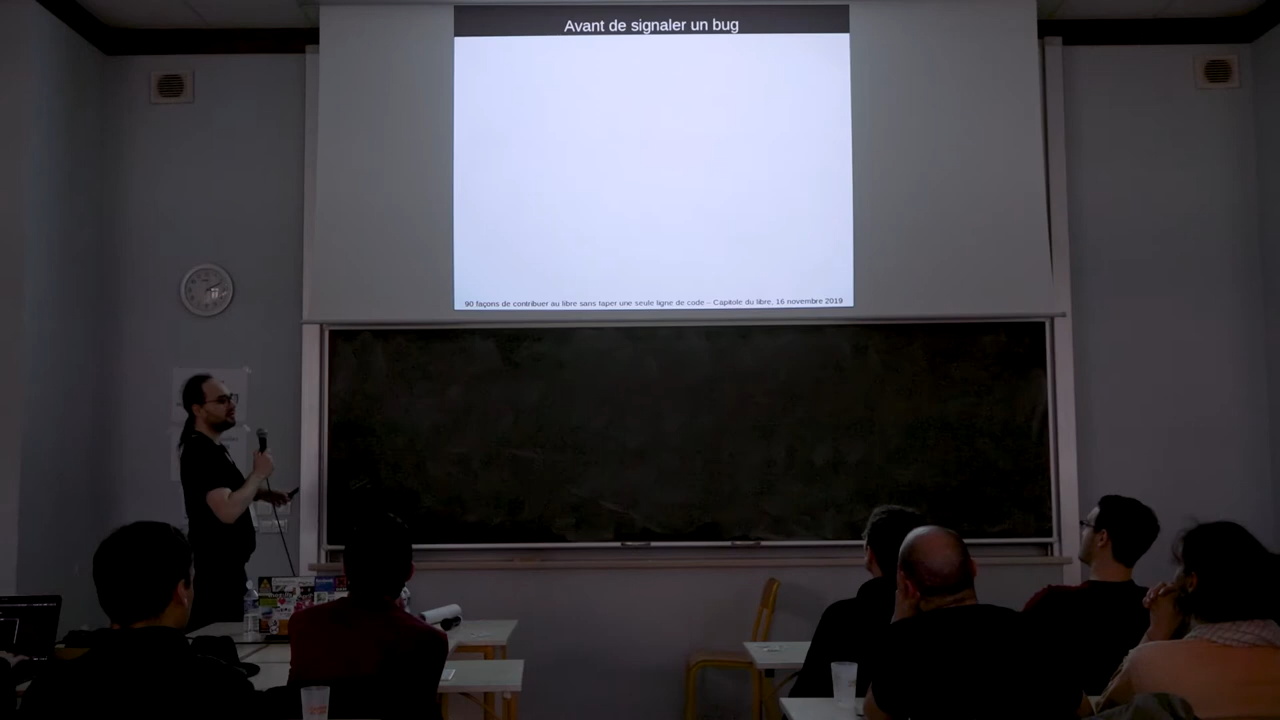 Avant de signaler un bug
90 façons de contribuer au libre sans taper une seule ligne de code – Capitole du libre, 16 novembre 2019